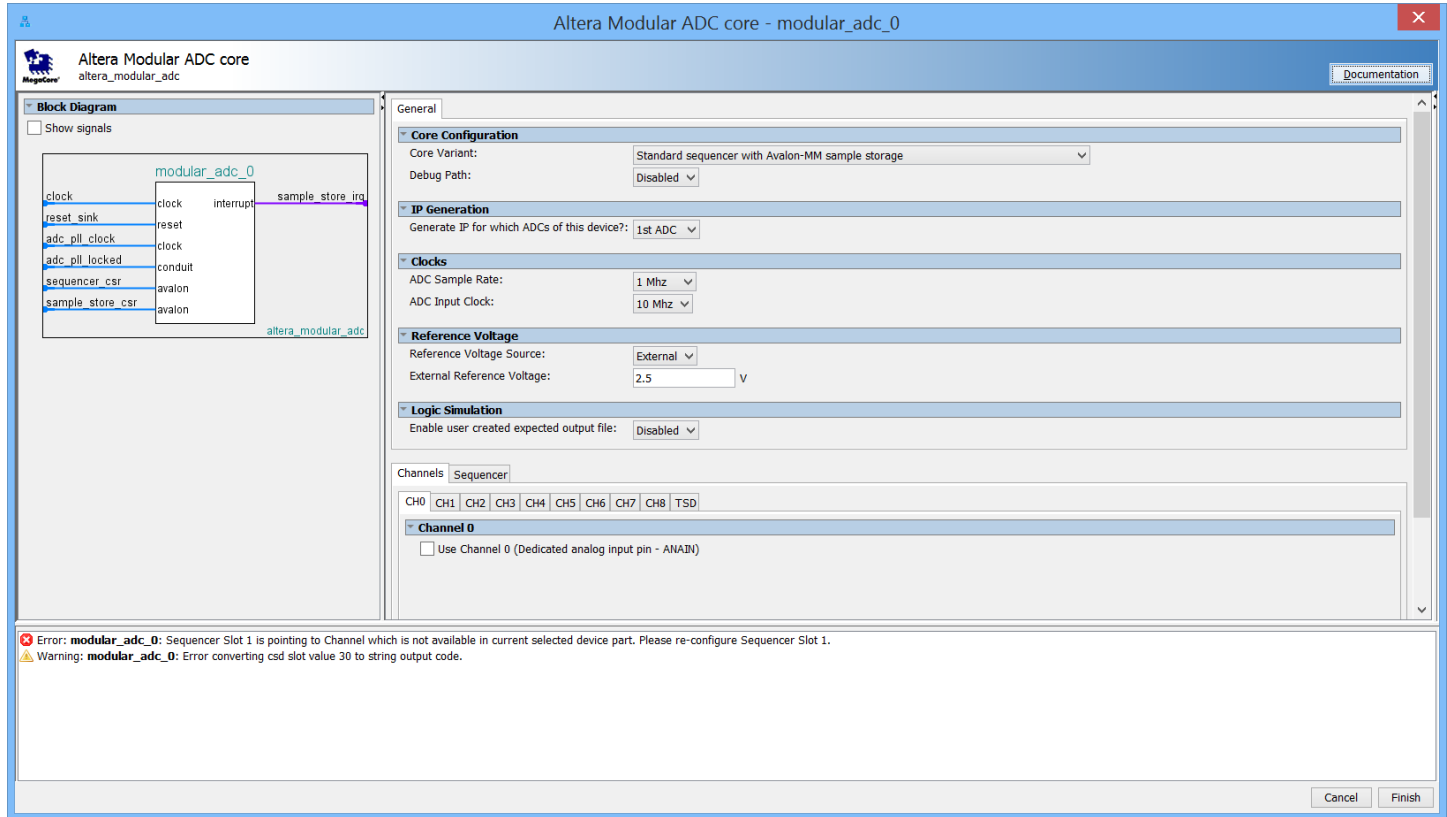 Altera Modular ADC core - modular_adc_0
Altera Modular ADC core
altera_modular_adc
MegaCore'
Documentation
Block Diagram
Show signals
modular_adc_0
clock
clock
interrupt
sample_store_irq
reset_sink
reset
adc_pll_clock
clock
adc_pll_locked
conduit
sequencer_csr
avalon
sample_store_csr
avalon
altera_modular_adc
General
Core Configuration
Core Variant: Standard sequencer with Avalon-MM sample storage
Debug Path: Disabled
IP Generation
Generate IP for which ADCs of this device?: 1st ADC
Clocks
ADC Sample Rate: 1 Mhz
ADC Input Clock: 10 Mhz
Reference Voltage
Reference Voltage Source: External
External Reference Voltage: 2.5 V
Logic Simulation
Enable user created expected output file: Disabled
Channels Sequencer
CH0 CH1 CH2 CH3 CH4 CH5 CH6 CH7 CH8 TSD
Channel 0
Use Channel 0 (Dedicated analog input pin - ANAIN)
Error: modular_adc_0: Sequencer Slot 1 is pointing to Channel which is not available in current selected device part. Please re-configure Sequencer Slot 1.
Warning: modular_adc_0: Error converting csd slot value 30 to string output code.
Cancel Finish